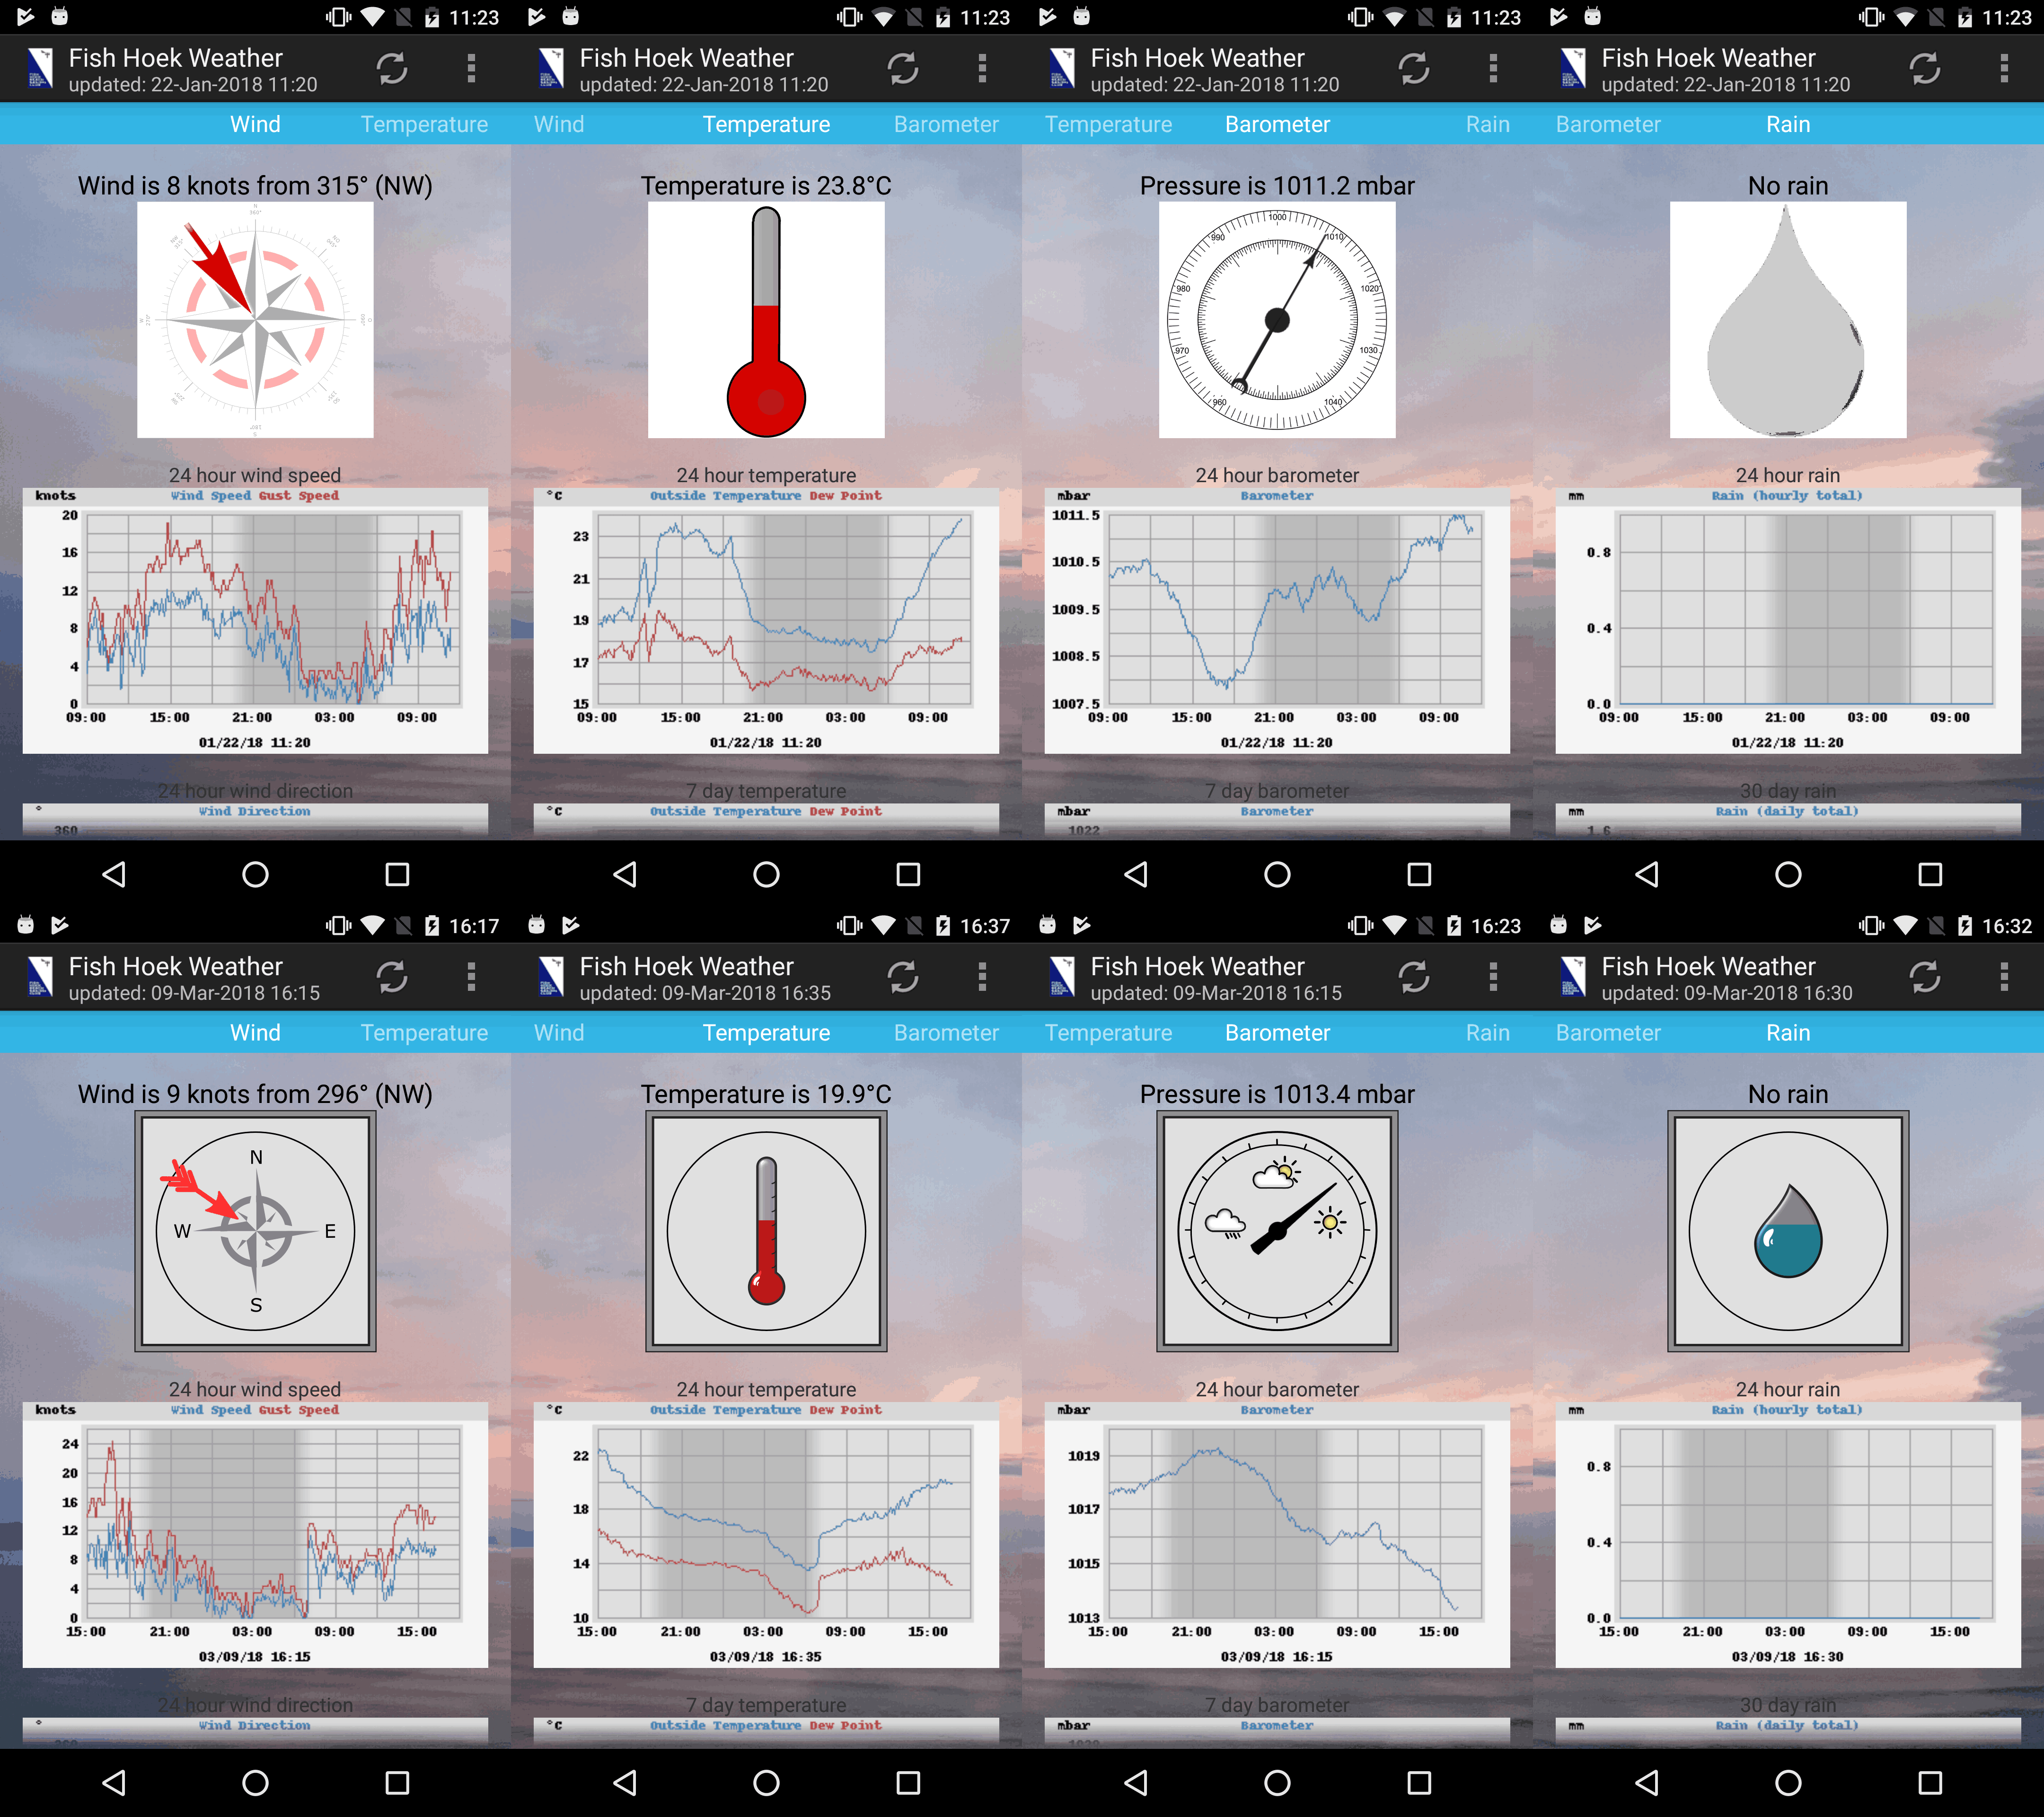 11:23
Fish Hoek Weather
updated: 22-Jan-2018 11:20
Wind Temperature
Wind is 8 knots from 315° (NW)
24 hour wind speed
knots Wind Speed Gust Speed
20
16
12
8
4
0
09:00 15:00 21:00 03:00 09:00
01/22/18 11:20
24 hour wind direction
° Wind Direction
360
11:23
Fish Hoek Weather
updated: 22-Jan-2018 11:20
Wind Temperature Barometer
Temperature is 23.8°C
24 hour temperature
°C Outside Temperature Dew Point
23
21
19
17
15
09:00 15:00 21:00 03:00 09:00
01/22/18 11:20
7 day temperature
°C Outside Temperature Dew Point
11:23
Fish Hoek Weather
updated: 22-Jan-2018 11:20
Temperature Barometer Rain
Pressure is 1011.2 mbar
1000
990 1010
980 1020
970 1030
960 1040
24 hour barometer
mbar Barometer
1011.5
1010.5
1009.5
1008.5
1007.5
09:00 15:00 21:00 03:00 09:00
01/22/18 11:20
7 day barometer
mbar Barometer
1022
11:23
Fish Hoek Weather
updated: 22-Jan-2018 11:20
Barometer Rain
No rain
24 hour rain
mm Rain (hourly total)
0.8
0.4
0.0
09:00 15:00 21:00 03:00 09:00
01/22/18 11:20
30 day rain
mm Rain (daily total)
1.6
16:17
Fish Hoek Weather
updated: 09-Mar-2018 16:15
Wind Temperature
Wind is 9 knots from 296° (NW)
N
W E
S
24 hour wind speed
knots Wind Speed Gust Speed
24
20
16
12
8
4
0
15:00 21:00 03:00 09:00 15:00
03/09/18 16:15
24 hour wind direction
° Wind Direction
16:37
Fish Hoek Weather
updated: 09-Mar-2018 16:35
Wind Temperature Barometer
Temperature is 19.9°C
24 hour temperature
°C Outside Temperature Dew Point
22
18
14
10
15:00 21:00 03:00 09:00 15:00
03/09/18 16:35
7 day temperature
°C Outside Temperature Dew Point
16:23
Fish Hoek Weather
updated: 09-Mar-2018 16:15
Temperature Barometer Rain
Pressure is 1013.4 mbar
24 hour barometer
mbar Barometer
1019
1017
1015
1013
15:00 21:00 03:00 09:00 15:00
03/09/18 16:15
7 day barometer
mbar Barometer
16:32
Fish Hoek Weather
updated: 09-Mar-2018 16:30
Barometer Rain
No rain
24 hour rain
mm Rain (hourly total)
0.8
0.4
0.0
15:00 21:00 03:00 09:00 15:00
03/09/18 16:30
30 day rain
mm Rain (daily total)